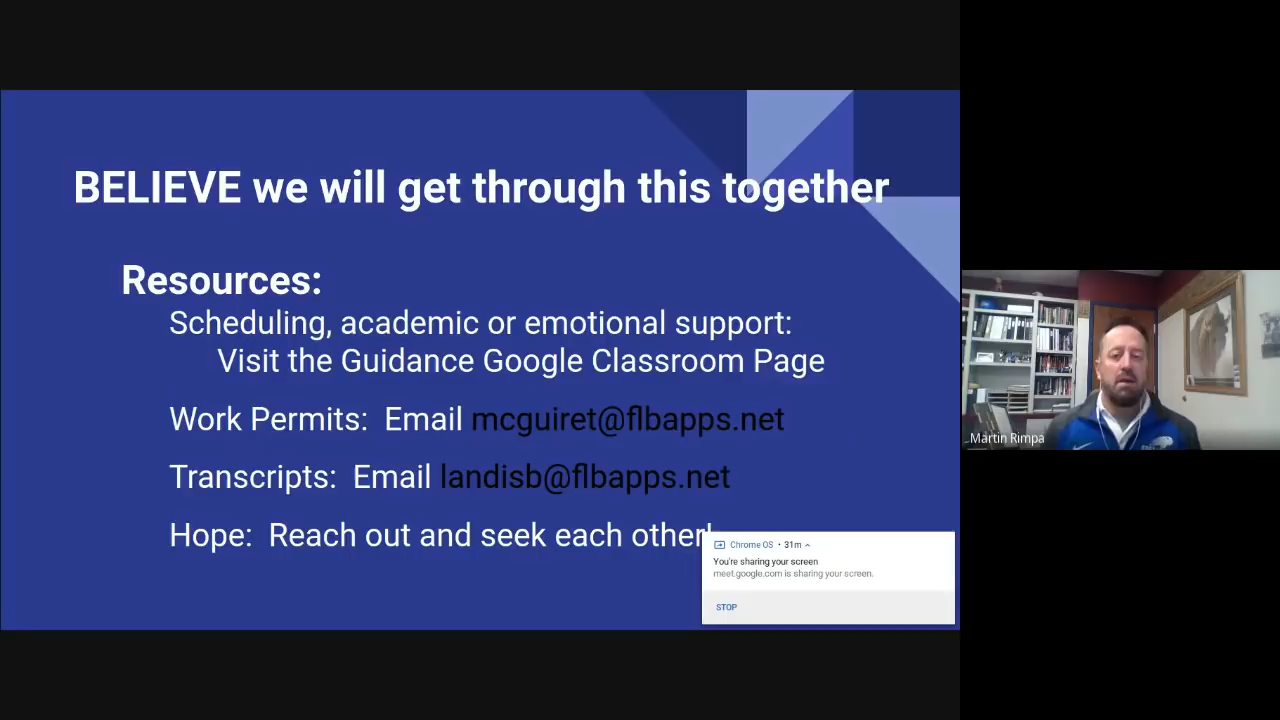 BELIEVE we will get through this together
Resources:
Scheduling, academic or emotional support:
Visit the Guidance Google Classroom Page
Work Permits: Email mcguiret@flbapps.net
Transcripts: Email landisb@flbapps.net
Hope: Reach out and seek each other!
Chrome OS • 31m
You're sharing your screen
meet.google.com is sharing your screen.
STOP
Martin Rimpa